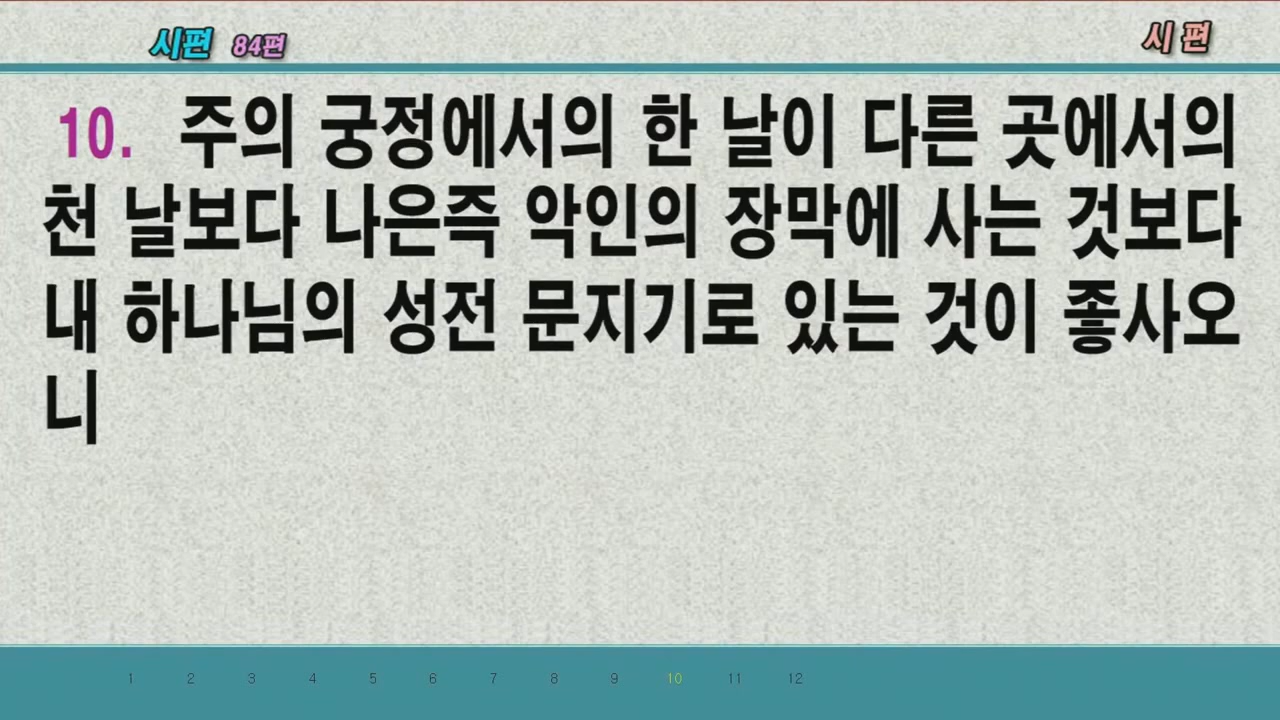 시편 84편
시 편
10. 주의 궁정에서의 한 날이 다른 곳에서의
천 날보다 나은즉 악인의 장막에 사는 것보다
내 하나님의 성전 문지기로 있는 것이 좋사오
니
1 2 3 4 5 6 7 8 9 10 11 12